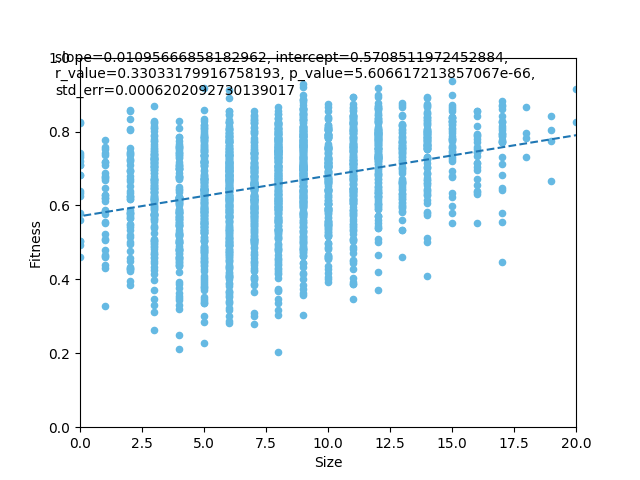 slope=0.01095666858182962, intercept=0.5708511972452884,
r_value=0.33033179916758193, p_value=5.606617213857067e-66,
std_err=0.0006202092730139017
1.0
0.8
0.6
0.4
0.2
0.0
Fitness
0.0 2.5 5.0 7.5 10.0 12.5 15.0 17.5 20.0
Size